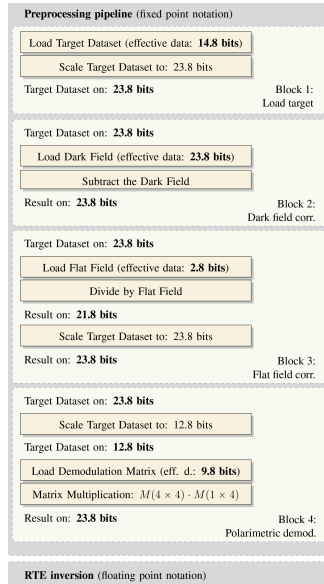 Preprocessing pipeline (fixed point notation)
Load Target Dataset (effective data: 14.8 bits)
Scale Target Dataset to: 23.8 bits
Target Dataset on: 23.8 bits
Block 1:
Load target
Target Dataset on: 23.8 bits
Load Dark Field (effective data: 23.8 bits)
Subtract the Dark Field
Result on: 23.8 bits
Block 2:
Dark field corr.
Target Dataset on: 23.8 bits
Load Flat Field (effective data: 2.8 bits)
Divide by Flat Field
Result on: 21.8 bits
Scale Target Dataset to: 23.8 bits
Result on: 23.8 bits
Block 3:
Flat field corr.
Target Dataset on: 23.8 bits
Scale Target Dataset to: 12.8 bits
Target Dataset on: 12.8 bits
Load Demodulation Matrix (eff. d.: 9.8 bits)
Matrix Multiplication: M(4 × 4) · M(1 × 4)
Result on: 23.8 bits
Block 4:
Polarimetric demod.
RTE inversion (floating point notation)